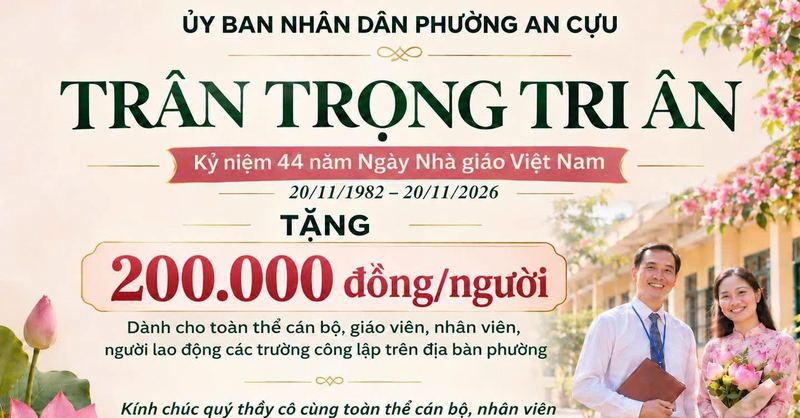 ỦY BAN NHÂN DÂN PHƯỜNG AN CỰU
TRÂN TRỌNG TRI ÂN
Kỷ niệm 44 năm Ngày Nhà giáo Việt Nam
20/11/1982 – 20/11/2026
TẶNG
200.000 đồng/người
Dành cho toàn thể cán bộ, giáo viên, nhân viên,
người lao động các trường công lập trên địa bàn phường
Kính chúc quý thầy cô cùng toàn thể cán bộ, nhân viên